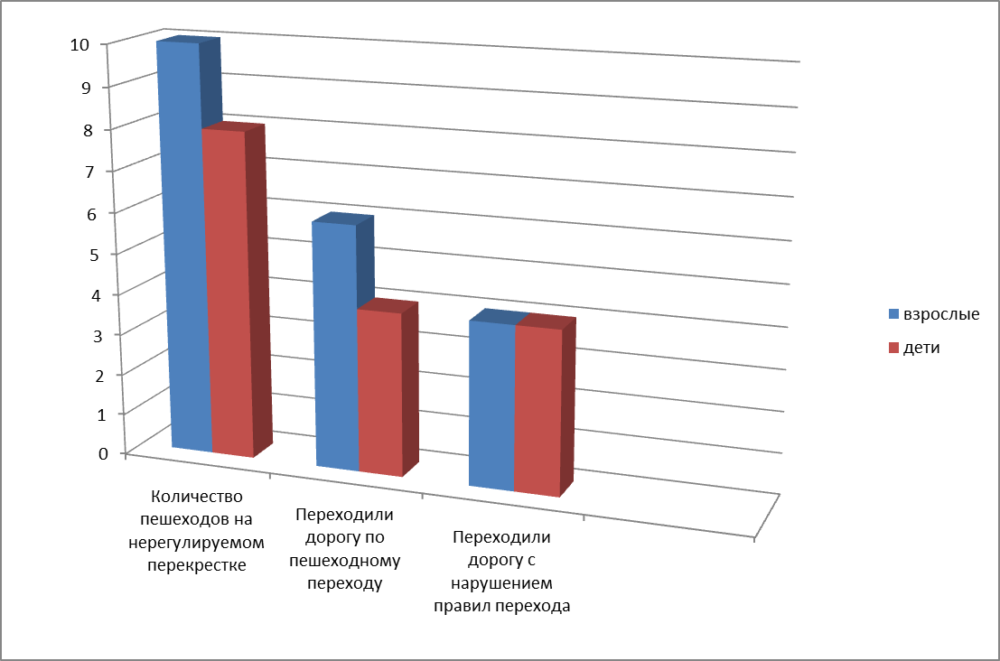 10
9
8
7
6
5
4
3
2
1
0
Количество
пешеходов на
нерегулируемом
перекрестке
Переходили
дорогу по
пешеходному
переходу
Переходили
дорогу с
нарушением
правил перехода
взрослые
дети